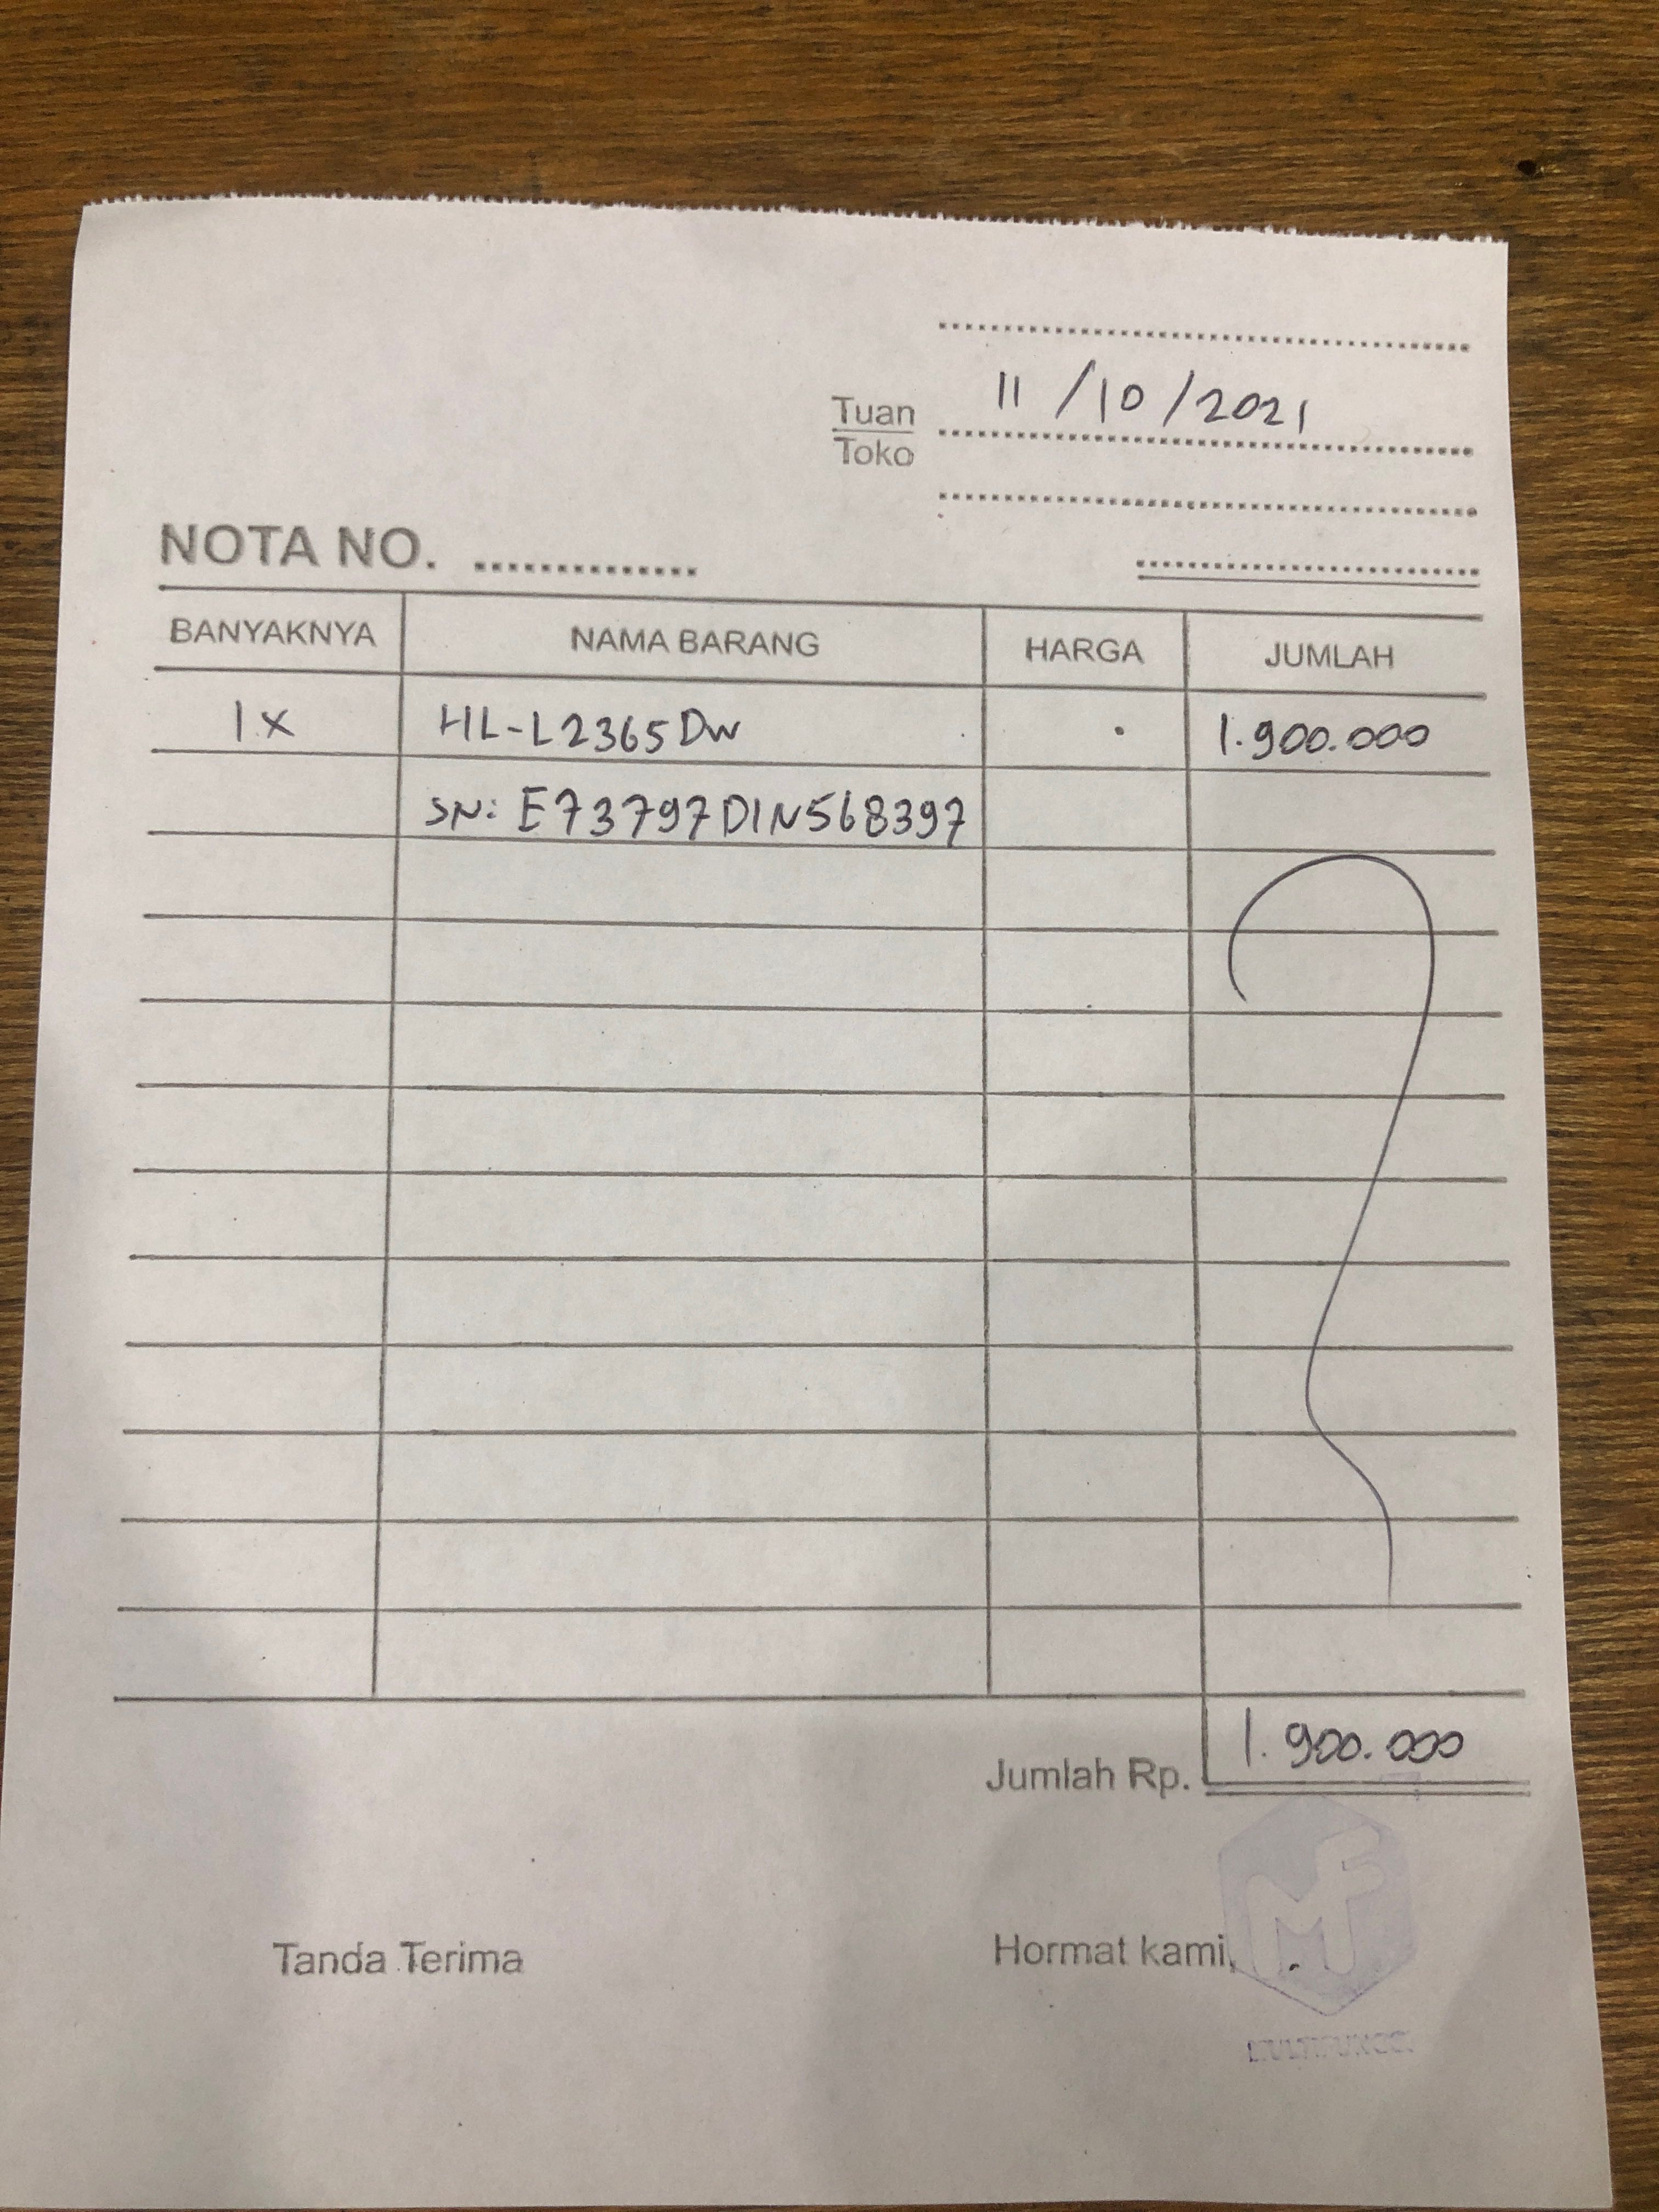 11/10/2021
Tuan
Toko
NOTA NO. ..............
BANYAKNYA NAMA BARANG HARGA JUMLAH
1x HL-L2365DW 1.900.000
SN: E73797D1N568397
Jumlah Rp. 1.900.000
Tanda Terima Hormat kami,
MF